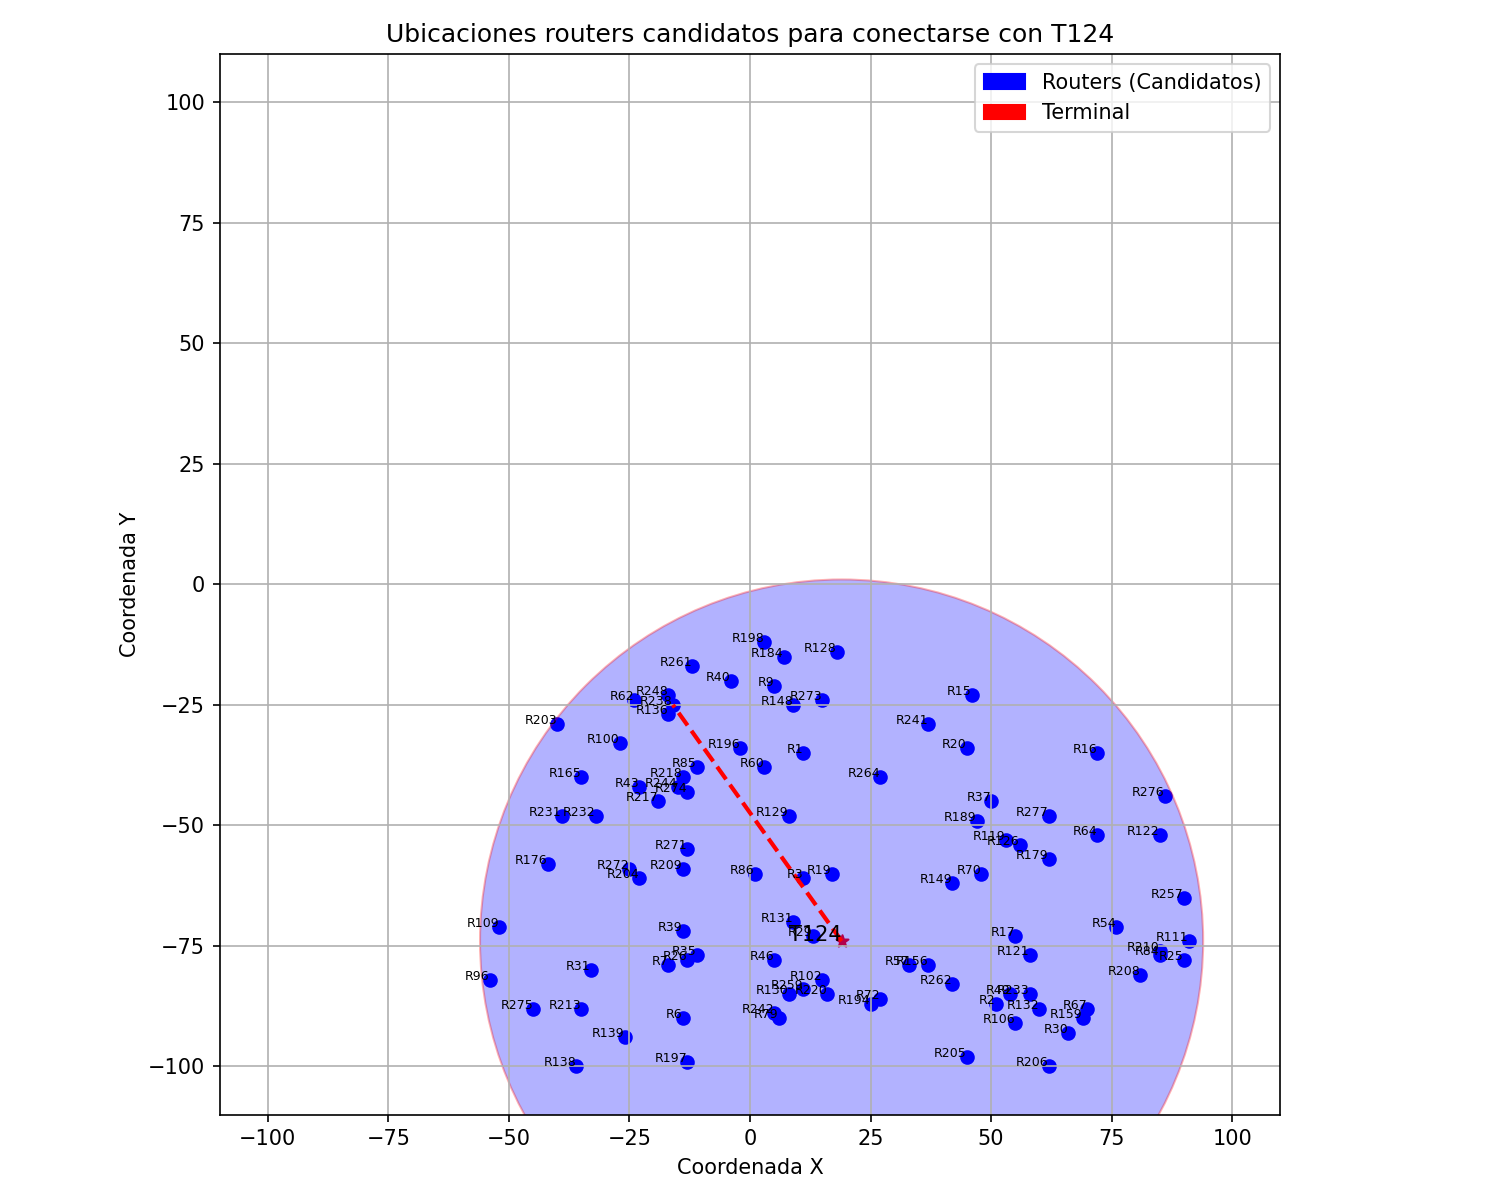 Ubicaciones routers candidatos para conectarse con T124
Routers (Candidatos)
Terminal
Coordenada Y
100
75
50
25
0
−25
−50
−75
−100
R198
R184
R128
R261
R40
R9
R248
R62
R148
R273
R15
R136
R203
R241
R100
R196
R1
R20
R16
R85
R60
R218
R165
R264
R43
R244
R217
R276
R37
R231
R232
R129
R277
R189
R119
R64
R122
R271
R179
R176
R272
R209
R204
R86
R3
R19
R70
R149
R257
R109
R131
R54
R39
T124
R17
R111
R35
R121
R46
R25
R31
R208
R96
R102
R262
R72
R194
R2
R275
R213
R132
R67
R242
R159
R6
R106
R139
R30
R205
R138
R197
R206
−100
−75
−50
−25
0
25
50
75
100
Coordenada X